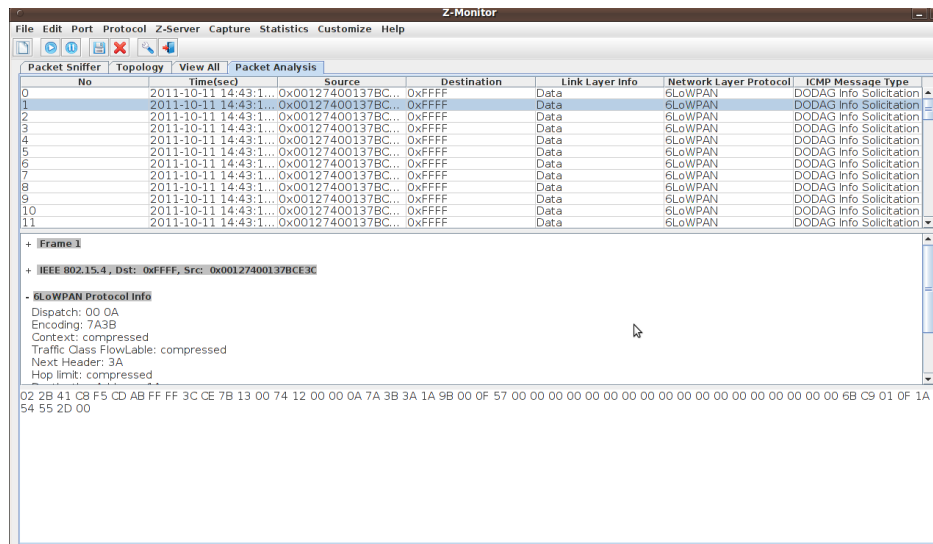 Z-Monitor
File Edit Port Protocol Z-Server Capture Statistics Customize Help
Packet Sniffer Topology View All Packet Analysis
No Time(sec) Source Destination Link Layer Info Network Layer Protocol ICMP Message Type
0 2011-10-11 14:43:1... 0x00127400137BC... 0xFFFF Data 6LoWPAN DODAG Info Solicitation
1 2011-10-11 14:43:1... 0x00127400137BC... 0xFFFF Data 6LoWPAN DODAG Info Solicitation
2 2011-10-11 14:43:1... 0x00127400137BC... 0xFFFF Data 6LoWPAN DODAG Info Solicitation
3 2011-10-11 14:43:1... 0x00127400137BC... 0xFFFF Data 6LoWPAN DODAG Info Solicitation
4 2011-10-11 14:43:1... 0x00127400137BC... 0xFFFF Data 6LoWPAN DODAG Info Solicitation
5 2011-10-11 14:43:1... 0x00127400137BC... 0xFFFF Data 6LoWPAN DODAG Info Solicitation
6 2011-10-11 14:43:1... 0x00127400137BC... 0xFFFF Data 6LoWPAN DODAG Info Solicitation
7 2011-10-11 14:43:1... 0x00127400137BC... 0xFFFF Data 6LoWPAN DODAG Info Solicitation
8 2011-10-11 14:43:1... 0x00127400137BC... 0xFFFF Data 6LoWPAN DODAG Info Solicitation
9 2011-10-11 14:43:1... 0x00127400137BC... 0xFFFF Data 6LoWPAN DODAG Info Solicitation
10 2011-10-11 14:43:1... 0x00127400137BC... 0xFFFF Data 6LoWPAN DODAG Info Solicitation
11 2011-10-11 14:43:1... 0x00127400137BC... 0xFFFF Data 6LoWPAN DODAG Info Solicitation
+ Frame 1
+ IEEE 802.15.4 , Dst: 0xFFFF, Src: 0x00127400137BCE3C
- 6LoWPAN Protocol Info
Dispatch: 00 0A
Encoding: 7A3B
Context: compressed
Traffic Class FlowLable: compressed
Next Header: 3A
Hop limit: compressed
02 2B 41 C8 F5 CD AB FF FF 3C CE 7B 13 00 74 12 00 00 0A 7A 3B 3A 1A 9B 00 0F 57 00 00 00 00 00 00 00 00 00 00 00 00 00 00 00 00 00 6B C9 01 0F 1A
54 55 2D 00